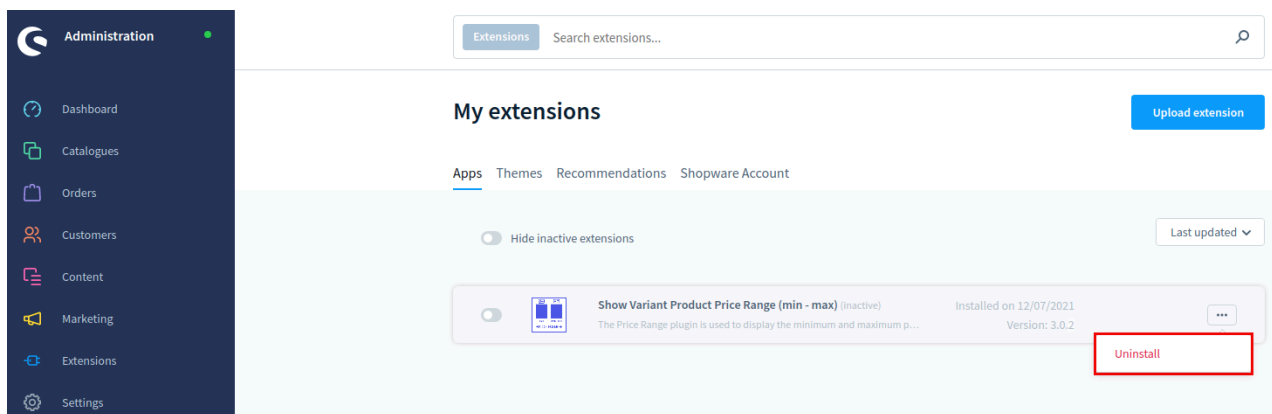 Administration
Dashboard
Catalogues
Orders
Customers
Content
Marketing
Extensions
Settings
Extensions Search extensions...
My extensions
Upload extension
Apps Themes Recommendations Shopware Account
Hide inactive extensions
Last updated
Show Variant Product Price Range (min - max) (Inactive)
The Price Range plugin is used to display the minimum and maximum p...
Installed on 12/07/2021
Version: 3.0.2
Uninstall